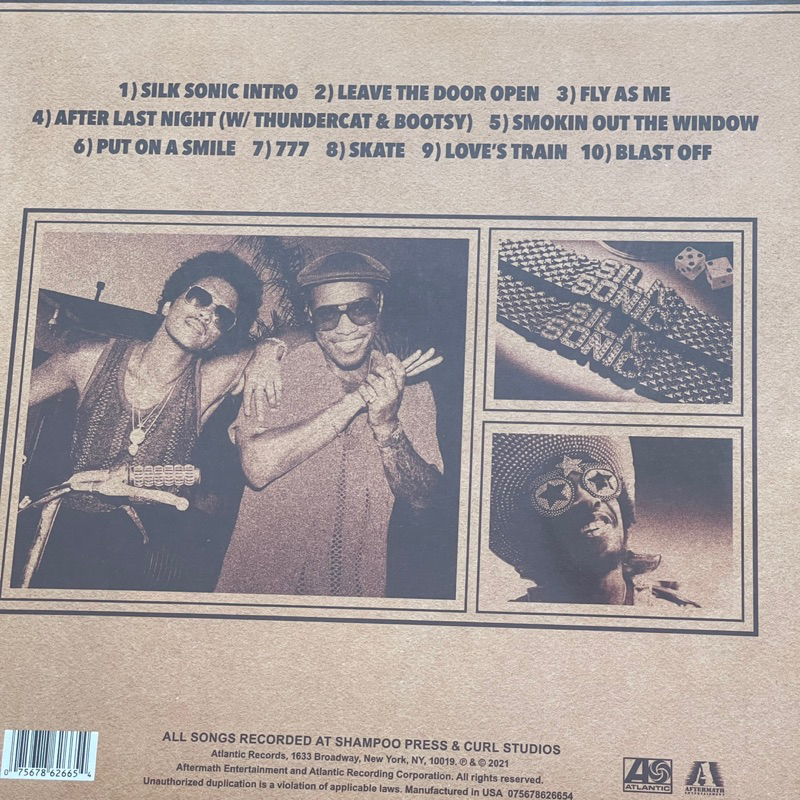 1) SILK SONIC INTRO 2) LEAVE THE DOOR OPEN 3) FLY AS ME
4) AFTER LAST NIGHT (W/ THUNDERCAT & BOOTSY) 5) SMOKIN OUT THE WINDOW
6) PUT ON A SMILE 7) 777 8) SKATE 9) LOVE'S TRAIN 10) BLAST OFF
SILK
SONIC
SILK
SONIC
ALL SONGS RECORDED AT SHAMPOO PRESS & CURL STUDIOS
Atlantic Records, 1633 Broadway, New York, NY, 10019. ℗ & © 2021
Aftermath Entertainment and Atlantic Recording Corporation. All rights reserved.
Unauthorized duplication is a violation of applicable laws. Manufactured in USA 075678626654
0 75678 62665 4
ATLANTIC
AFTERMATH
ENTERTAINMENT